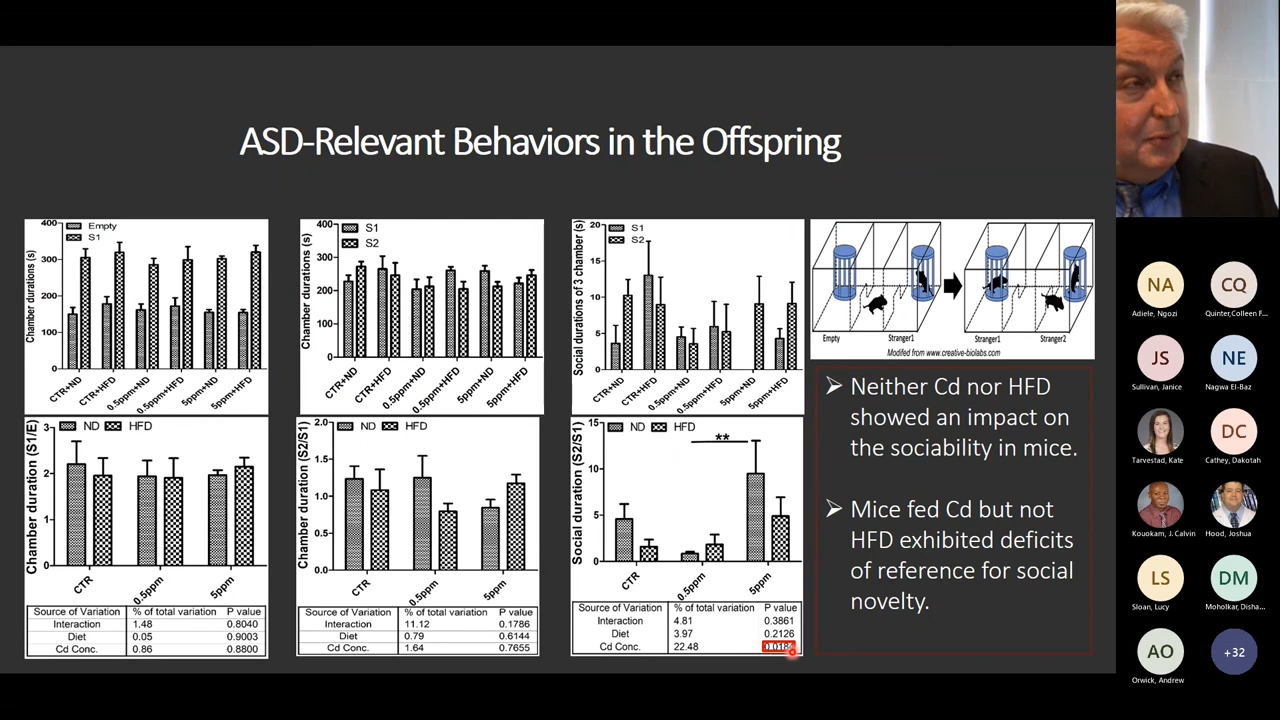 ASD-Relevant Behaviors in the Offspring
Chamber durations (s)
400
300
200
100
0
Empty
S1
CTR+ND
CTR+HFD
0.5ppm+ND
0.5ppm+HFD
5ppm+ND
5ppm+HFD
Chamber durations (s)
400
300
200
100
0
S1
S2
CTR+ND
CTR+HFD
0.5ppm+ND
0.5ppm+HFD
5ppm+ND
5ppm+HFD
Social durations of 3 chamber (s)
20
15
10
5
0
S1
S2
CTR+ND
CTR+HFD
0.5ppm+ND
0.5ppm+HFD
5ppm+ND
5ppm+HFD
Empty Stranger1 Stranger1 Stranger2
Modifed from www.creative-biolabs.com
Chamber duration (S1/E)
3
2
1
0
ND HFD
CTR
0.5ppm
5ppm
Source of Variation % of total variation P value
Interaction 1.48 0.8040
Diet 0.05 0.9003
Cd Conc. 0.86 0.8800
Chamber duration (S2/S1)
2.0
1.5
1.0
0.5
0.0
ND HFD
CTR
0.5ppm
5ppm
Source of Variation % of total variation P value
Interaction 11.12 0.1786
Diet 0.79 0.6144
Cd Conc. 1.64 0.7655
Social duration (S2/S1)
15
10
5
0
ND HFD
**
CTR
0.5ppm
5ppm
Source of Variation % of total variation P value
Interaction 4.81 0.3861
Diet 3.97 0.2126
Cd Conc. 22.48
➢ Neither Cd nor HFD
showed an impact on
the sociability in mice.
➢ Mice fed Cd but not
HFD exhibited deficits
of reference for social
novelty.
NA CQ
Adiele, Ngozi Quinter,Colleen F...
JS NE
Sullivan, Janice Nagwa El-Baz
DC
Tarvestad, Kate Cathey, Dakotah
Kouokam, J. Calvin Hood, Joshua
LS DM
Sloan, Lucy Moholkar, Disha...
AO +32
Orwick, Andrew